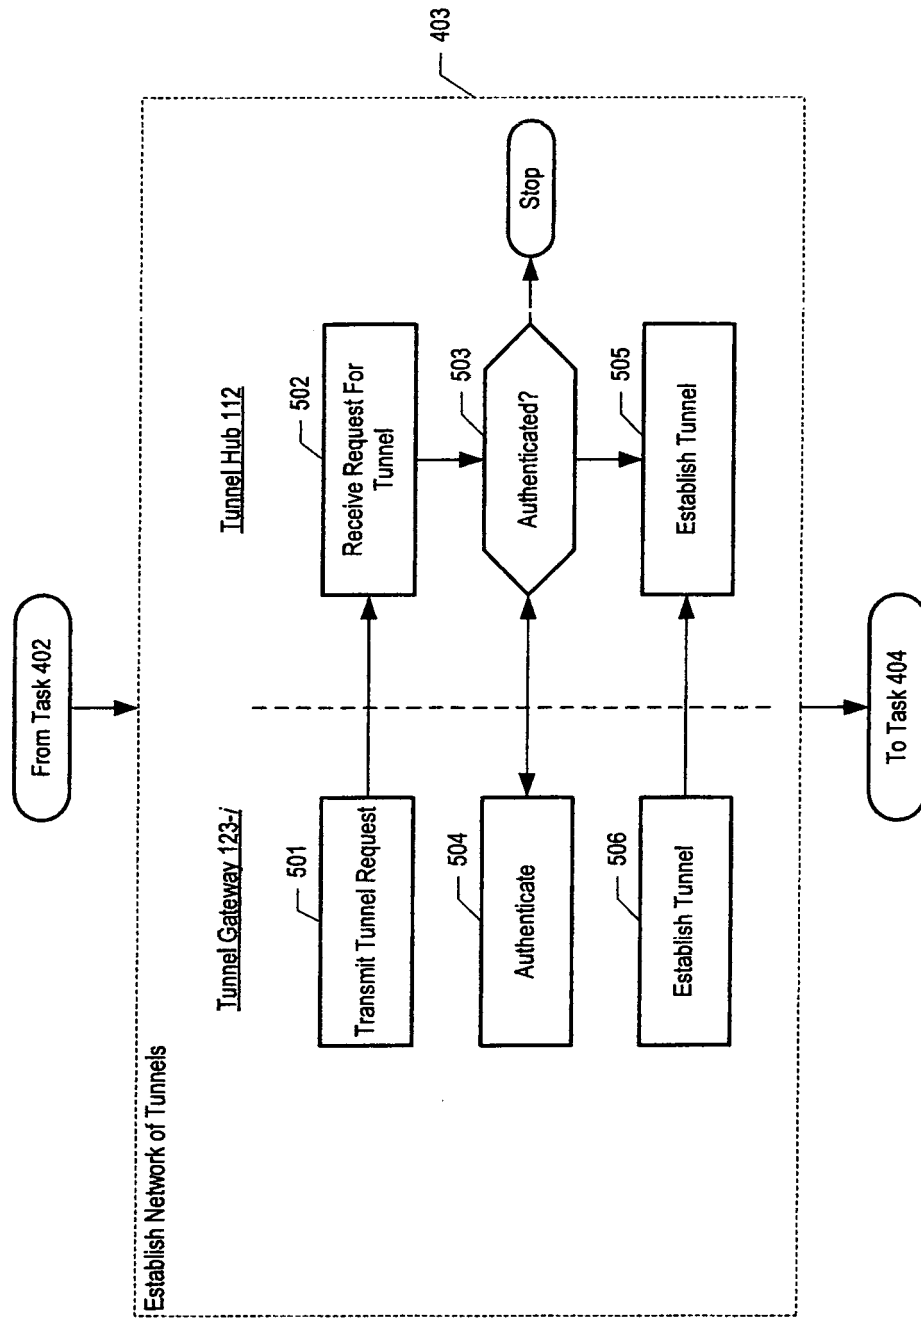 From Task 402
403
Establish Network of Tunnels
Tunnel Gateway 123-i
Tunnel Hub 112
501
Transmit Tunnel Request
502
Receive Request For
Tunnel
504
Authenticate
503
Authenticated?
Stop
506
Establish Tunnel
505
Establish Tunnel
To Task 404